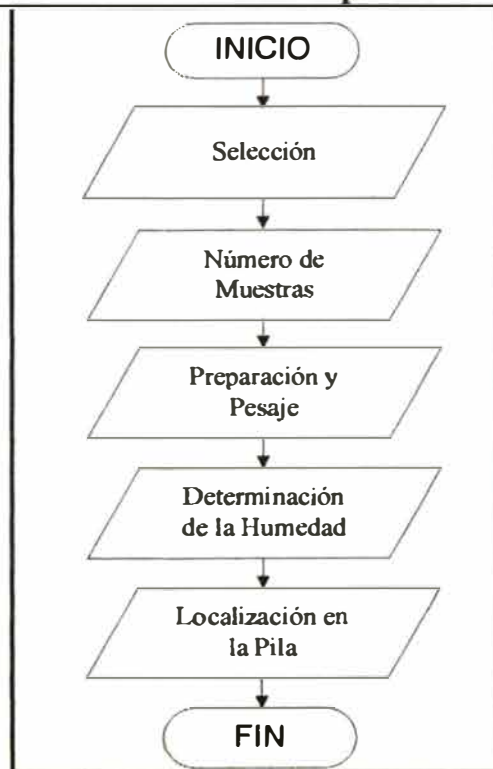 INICIO
Selección
Número de
Muestras
Preparación y
Pesaje
Determinación
de la Humedad
Localización en
la Pila
FIN